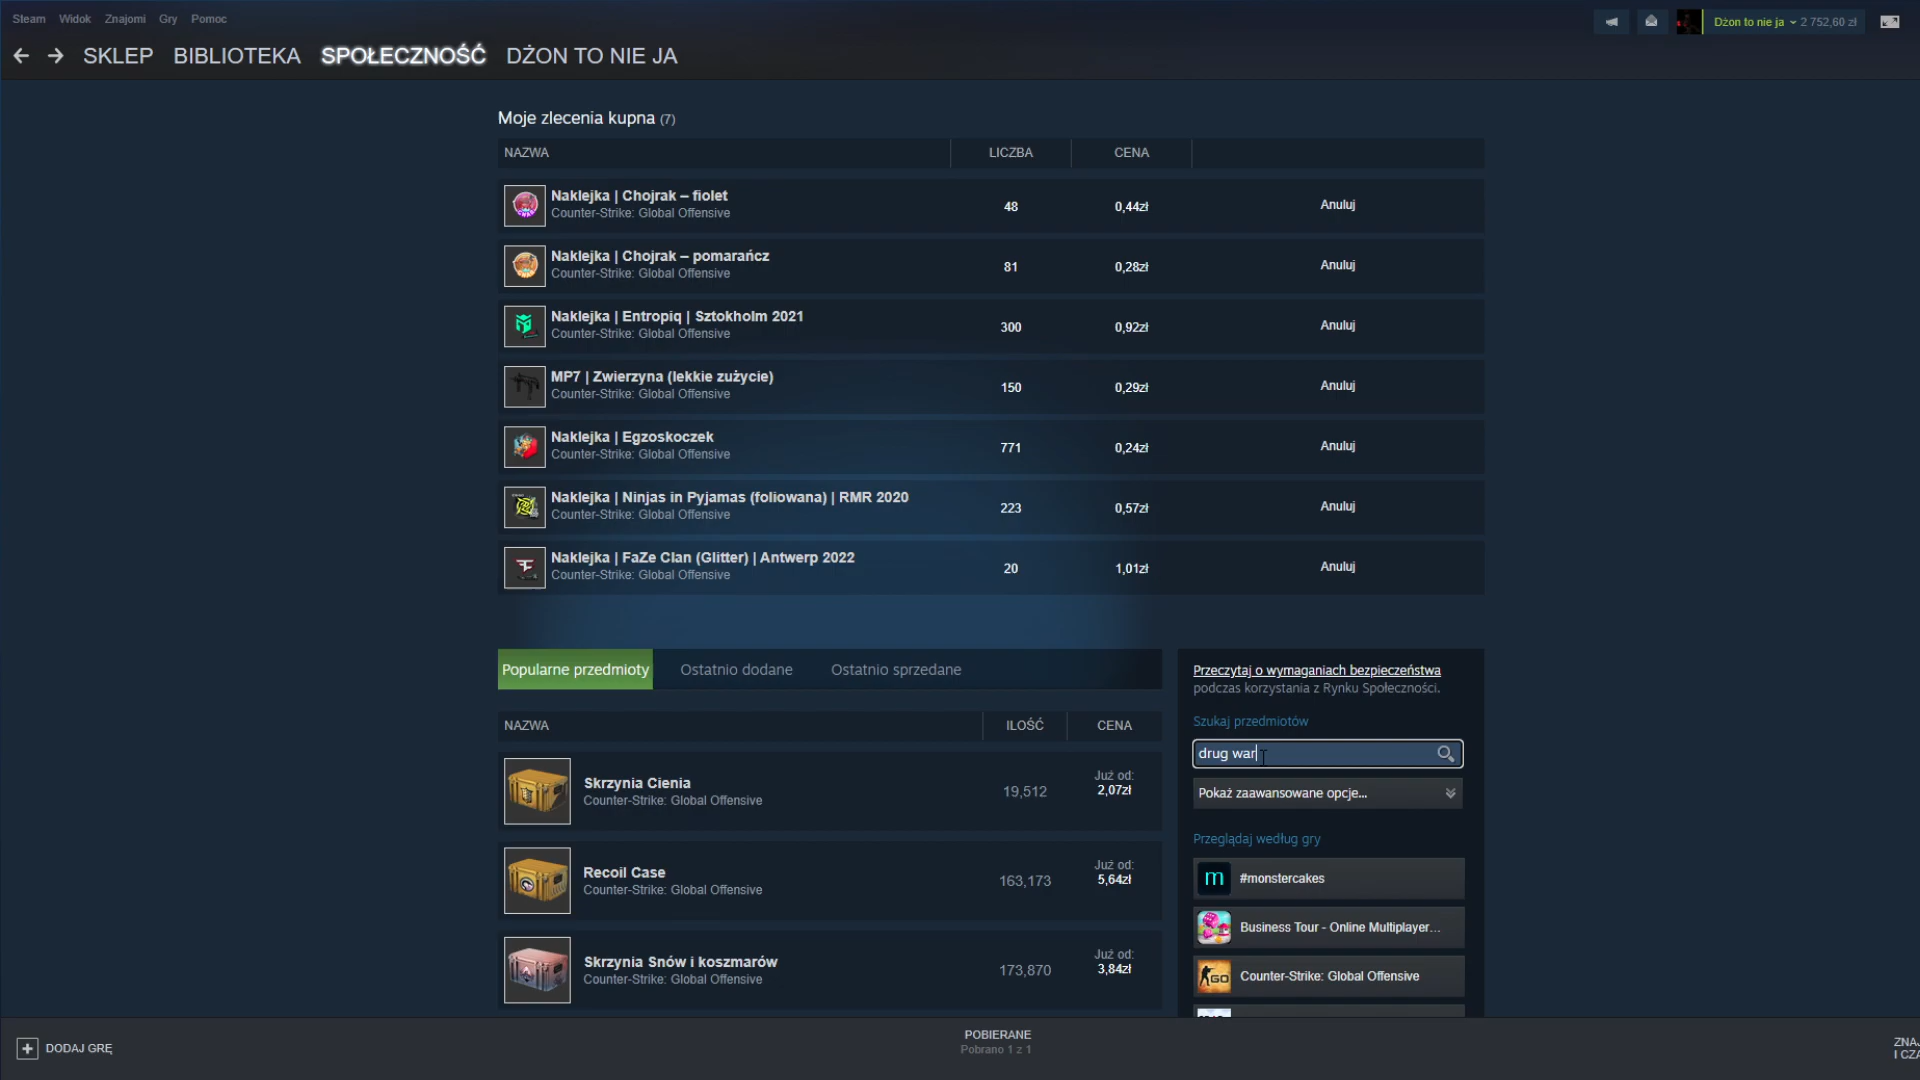 Steam Widok Znajomi Gry Pomoc
Dżon to nie ja 2 752,60 zł
SKLEP BIBLIOTEKA SPOŁECZNOŚĆ DŻON TO NIE JA
Moje zlecenia kupna (7)
NAZWA LICZBA CENA
Naklejka | Chojrak – fiolet
Counter-Strike: Global Offensive
48 0,44zł Anuluj
Naklejka | Chojrak – pomarańcz
Counter-Strike: Global Offensive
81 0,28zł Anuluj
Naklejka | Entropiq | Sztokholm 2021
Counter-Strike: Global Offensive
300 0,92zł Anuluj
MP7 | Zwierzyna (lekkie zużycie)
Counter-Strike: Global Offensive
150 0,29zł Anuluj
Naklejka | Egzoskoczek
Counter-Strike: Global Offensive
771 0,24zł Anuluj
Naklejka | Ninjas in Pyjamas (foliowana) | RMR 2020
Counter-Strike: Global Offensive
223 0,57zł Anuluj
Naklejka | FaZe Clan (Glitter) | Antwerp 2022
Counter-Strike: Global Offensive
20 1,01zł Anuluj
Popularne przedmioty Ostatnio dodane Ostatnio sprzedane
NAZWA ILOŚĆ CENA
Skrzynia Cienia
Counter-Strike: Global Offensive
19,512
Już od:
2,07zł
Recoil Case
Counter-Strike: Global Offensive
163,173
Już od:
5,64zł
Skrzynia Snów i koszmarów
Counter-Strike: Global Offensive
173,870
Już od:
3,84zł
Przeczytaj o wymaganiach bezpieczeństwa
podczas korzystania z Rynku Społeczności.
Szukaj przedmiotów
drug war
Pokaż zaawansowane opcje...
Przeglądaj według gry
m #monstercakes
Business Tour - Online Multiplayer...
GO Counter-Strike: Global Offensive
DODAJ GRĘ
POBIERANE
Pobrano 1 z 1
ZNAJ
I CZA